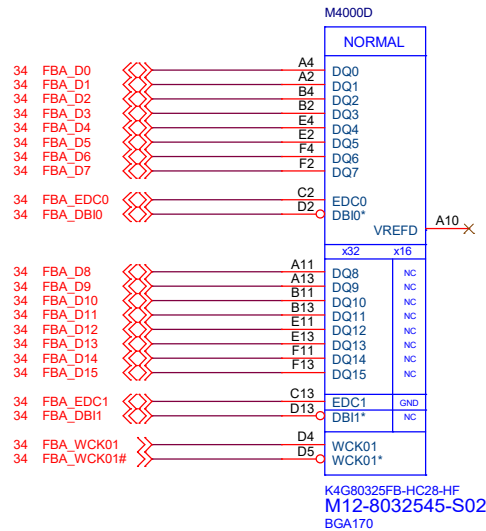 M4000D
NORMAL
34 FBA_D0 A4 DQ0
34 FBA_D1 A2 DQ1
34 FBA_D2 B4 DQ2
34 FBA_D3 B2 DQ3
34 FBA_D4 E4 DQ4
34 FBA_D5 E2 DQ5
34 FBA_D6 F4 DQ6
34 FBA_D7 F2 DQ7
34 FBA_EDC0 C2 EDC0
34 FBA_DBI0 D2 DBI0*
VREFD A10
x32 x16
34 FBA_D8 A11 DQ8 NC
34 FBA_D9 A13 DQ9 NC
34 FBA_D10 B11 DQ10 NC
34 FBA_D11 B13 DQ11 NC
34 FBA_D12 E11 DQ12 NC
34 FBA_D13 E13 DQ13 NC
34 FBA_D14 F11 DQ14 NC
34 FBA_D15 F13 DQ15 NC
34 FBA_EDC1 C13 EDC1 GND
34 FBA_DBI1 D13 DBI1* NC
34 FBA_WCK01 D4 WCK01
34 FBA_WCK01# D5 WCK01*
K4G80325FB-HC28-HF
M12-8032545-S02
BGA170